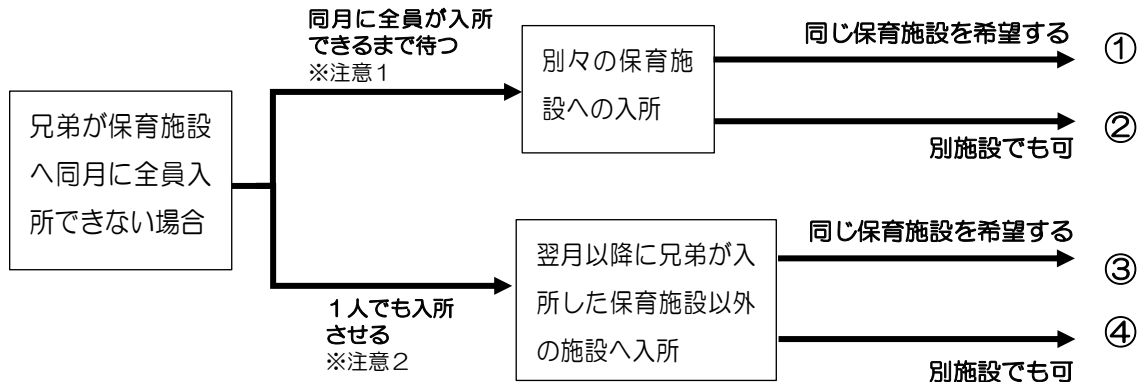 同月に全員が入所
できるまで待つ
※注意１
兄弟が保育施設
へ同月に全員入
所できない場合
別々の保育施
設への入所
同じ保育施設を希望する
①
②
別施設でも可
１人でも入所
させる
※注意２
翌月以降に兄弟が入
所した保育施設以外
の施設へ入所
同じ保育施設を希望する
③
④
別施設でも可